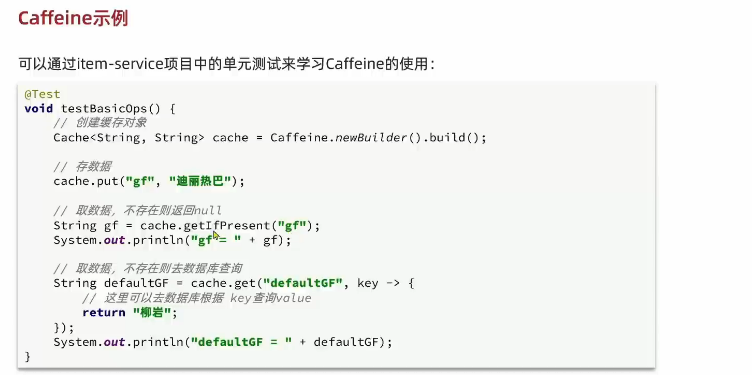 Caffeine示例
可以通过item-service项目中的单元测试来学习Caffeine的使用：
@Test
void testBasicOps() {
    // 创建缓存对象
    Cache<String, String> cache = Caffeine.newBuilder().build();
    // 存数据
    cache.put("gf", "迪丽热巴");
    // 取数据，不存在则返回null
    String gf = cache.getIfPresent("gf");
    System.out.println("gf = " + gf);
    // 取数据，不存在则去数据库查询
    String defaultGF = cache.get("defaultGF", key -> {
        // 这里可以去数据库根据 key查询value
        return "柳岩";
    });
    System.out.println("defaultGF = " + defaultGF);
}